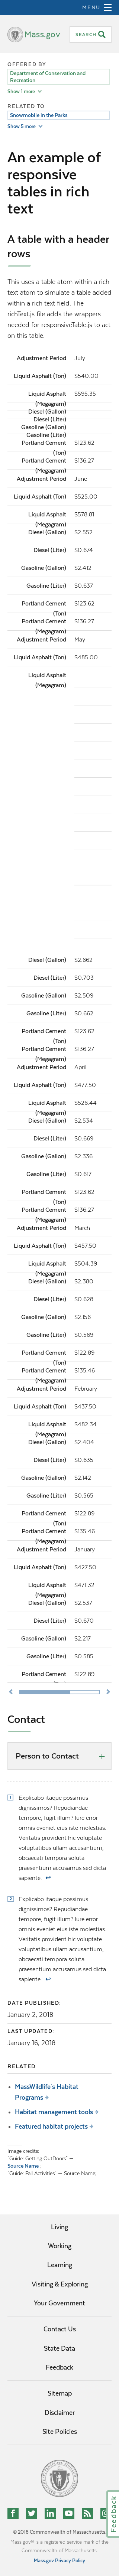 MENU
Mass.gov
SEARCH
OFFERED BY
Department of Conservation and
Recreation
Show 1 more
RELATED TO
Snowmobile in the Parks
Show 5 more
An example of
responsive
tables in rich
text
A table with a header
rows
This uses a table atom within a rich
text atom to simulate a table added
within a rich text field. The
richText.js file adds the wrappers
needed for responsiveTable.js to act
on this table.
Adjustment Period July
Liquid Asphalt (Ton) $540.00
Liquid Asphalt $595.35
(Megagram)
Diesel (Gallon)
Diesel (Liter)
Gasoline (Gallon)
Gasoline (Liter)
Portland Cement $123.62
(Ton)
Portland Cement $136.27
(Megagram)
Adjustment Period June
Liquid Asphalt (Ton) $525.00
Liquid Asphalt $578.81
(Megagram)
Diesel (Gallon) $2.552
Diesel (Liter) $0.674
Gasoline (Gallon) $2.412
Gasoline (Liter) $0.637
Portland Cement $123.62
(Ton)
Portland Cement $136.27
(Megagram)
Adjustment Period May
Liquid Asphalt (Ton) $485.00
Liquid Asphalt
(Megagram)
Diesel (Gallon) $2.662
Diesel (Liter) $0.703
Gasoline (Gallon) $2.509
Gasoline (Liter) $0.662
Portland Cement $123.62
(Ton)
Portland Cement $136.27
(Megagram)
Adjustment Period April
Liquid Asphalt (Ton) $477.50
Liquid Asphalt $526.44
(Megagram)
Diesel (Gallon) $2.534
Diesel (Liter) $0.669
Gasoline (Gallon) $2.336
Gasoline (Liter) $0.617
Portland Cement $123.62
(Ton)
Portland Cement $136.27
(Megagram)
Adjustment Period March
Liquid Asphalt (Ton) $457.50
Liquid Asphalt $504.39
(Megagram)
Diesel (Gallon) $2.380
Diesel (Liter) $0.628
Gasoline (Gallon) $2.156
Gasoline (Liter) $0.569
Portland Cement $122.89
(Ton)
Portland Cement $135.46
(Megagram)
Adjustment Period February
Liquid Asphalt (Ton) $437.50
Liquid Asphalt $482.34
(Megagram)
Diesel (Gallon) $2.404
Diesel (Liter) $0.635
Gasoline (Gallon) $2.142
Gasoline (Liter) $0.565
Portland Cement $122.89
(Ton)
Portland Cement $135.46
(Megagram)
Adjustment Period January
Liquid Asphalt (Ton) $427.50
Liquid Asphalt $471.32
(Megagram)
Diesel (Gallon) $2.537
Diesel (Liter) $0.670
Gasoline (Gallon) $2.217
Gasoline (Liter) $0.585
Portland Cement $122.89
Contact
Person to Contact +
1 Explicabo itaque possimus
dignissimos? Repudiandae
tempore, fugit illum? Iure error
omnis eveniet eius iste molestias.
Veritatis provident hic voluptate
voluptatibus ullam accusantium,
obcaecati tempora soluta
praesentium accusamus sed dicta
sapiente. ↩
2 Explicabo itaque possimus
dignissimos? Repudiandae
tempore, fugit illum? Iure error
omnis eveniet eius iste molestias.
Veritatis provident hic voluptate
voluptatibus ullam accusantium,
obcaecati tempora soluta
praesentium accusamus sed dicta
sapiente. ↩
DATE PUBLISHED
January 2, 2018
LAST UPDATED
January 16, 2018
RELATED
• MassWildlife's Habitat
Programs +
• Habitat management tools +
• Featured habitat projects +
Image credits:
"Guide: Getting OutDoors" —
Source Name ,
"Guide: Fall Activities" — Source Name,
Living
Working
Learning
Visiting & Exploring
Your Government
Contact Us
State Data
Feedback
Sitemap
Disclaimer
Site Policies
Feedback
© 2018 Commonwealth of Massachusetts.
Mass.gov® is a registered service mark of the
Commonwealth of Massachusetts.
Mass.gov Privacy Policy